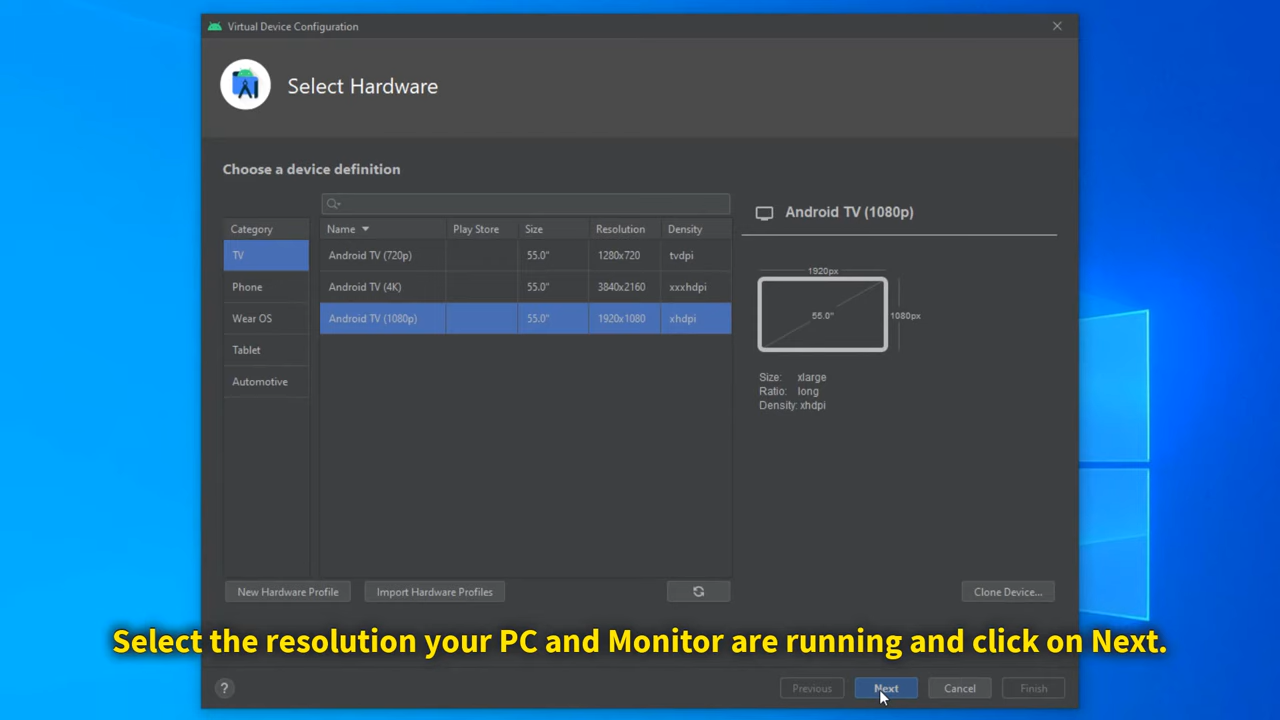 Virtual Device Configuration
Select Hardware
Choose a device definition
Category
TV
Phone
Wear OS
Tablet
Automotive
Name Play Store Size Resolution Density
Android TV (720p) 55.0" 1280x720 tvdpi
Android TV (4K) 55.0" 3840x2160 xxxhdpi
Android TV (1080p) 55.0" 1920x1080 xhdpi
Android TV (1080p)
1920px
55.0"
1080px
Size: xlarge
Ratio: long
Density: xhdpi
New Hardware Profile Import Hardware Profiles Clone Device...
Select the resolution your PC and Monitor are running and click on Next.
? Previous Next Cancel Finish